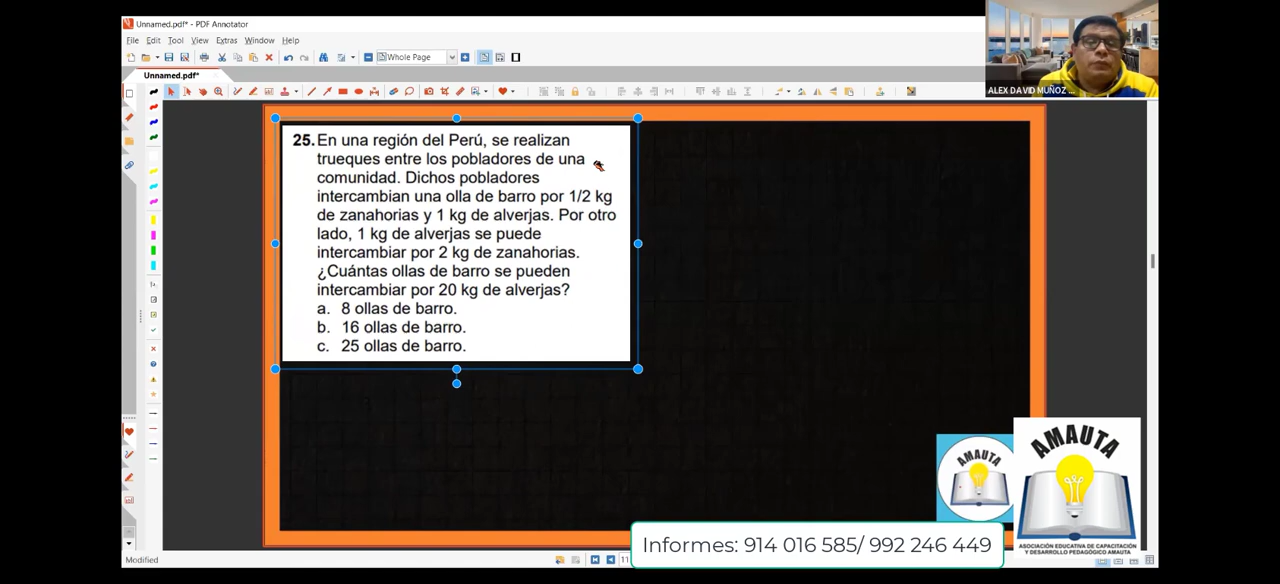 Unnamed.pdf* - PDF Annotator
File Edit Tool Extras Window Help
Whole Page
Unnamed.pdf*
ALEX DAVID MUÑOZ ...
25. En una región del Perú, se realizan
trueques entre los pobladores de una
comunidad. Dichos pobladores
intercambian una olla de barro por 1/2 kg
de zanahorias y 1 kg de alverjas. Por otro
lado, 1 kg de alverjas se puede
intercambiar por 2 kg de zanahorias.
¿Cuántas ollas de barro se pueden
intercambiar por 20 kg de alverjas?
a. 8 ollas de barro.
b. 16 ollas de barro.
c. 25 ollas de barro.
AMAUTA
AMAUTA
ASOCIACIÓN EDUCATIVA DE CAPACITACIÓN
Y DESARROLLO PEDAGÓGICO AMAUTA
Informes: 914 016 585/ 992 246 449
Modified
11